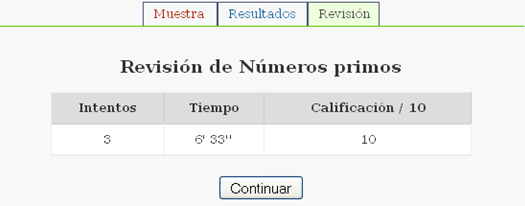 Muestra Resultados Revisión
Revisión de Números primos
Intentos Tiempo Calificación / 10
3 6' 33'' 10
Continuar